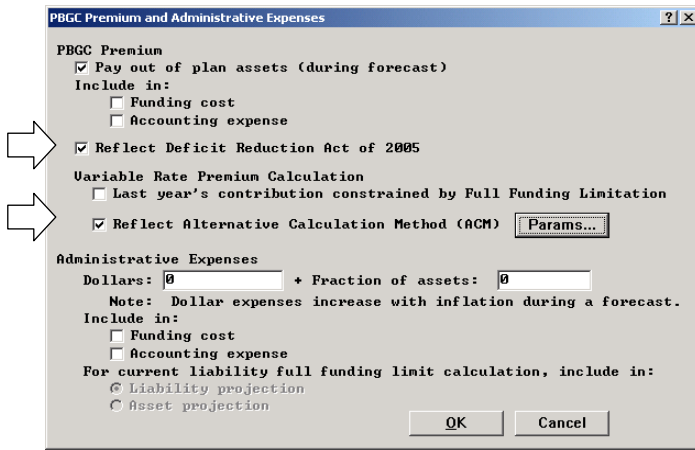 PBGC Premium and Administrative Expenses
PBGC Premium
Pay out of plan assets (during forecast)
Include in:
Funding cost
Accounting expense
Reflect Deficit Reduction Act of 2005
Variable Rate Premium Calculation
Last year's contribution constrained by Full Funding Limitation
Reflect Alternative Calculation Method (ACM) Params...
Administrative Expenses
Dollars: 0 + Fraction of assets: 0
Note: Dollar expenses increase with inflation during a forecast.
Include in:
Funding cost
Accounting expense
For current liability full funding limit calculation, include in:
Liability projection
Asset projection
OK Cancel